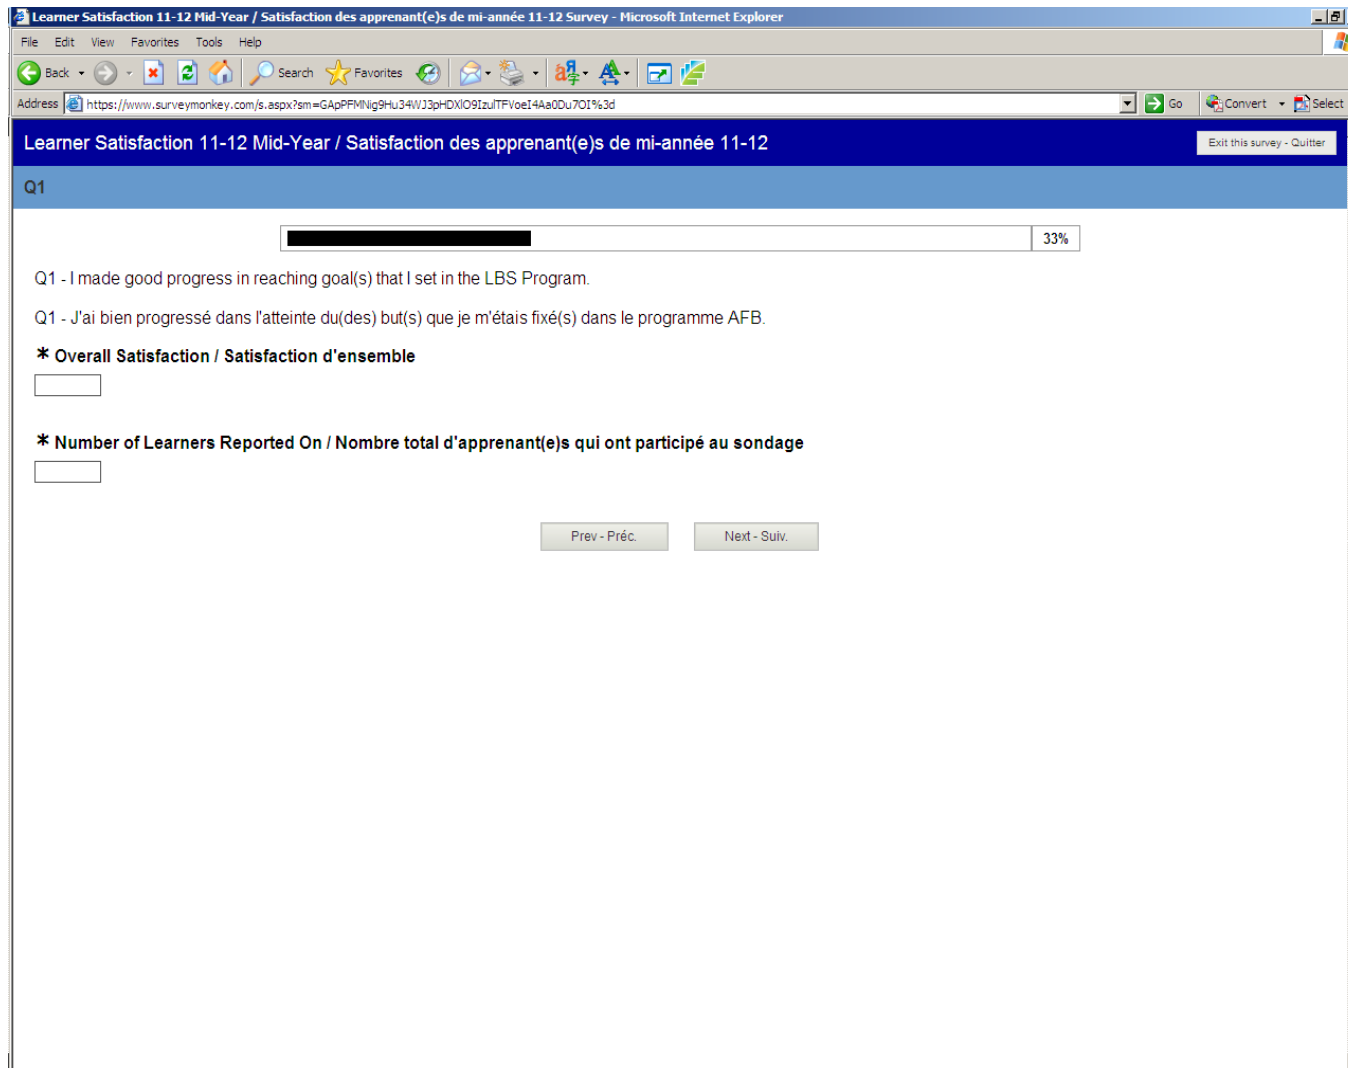 Learner Satisfaction 11-12 Mid-Year / Satisfaction des apprenant(e)s de mi-année 11-12 Survey - Microsoft Internet Explorer
File Edit View Favorites Tools Help
Back Search Favorites
Address https://www.surveymonkey.com/s.aspx?sm=GApPFMNig9Hu34WJ3pHDXlO9IzulTFVoeI4Aa0Du7OI%3d Go Convert Select
Learner Satisfaction 11-12 Mid-Year / Satisfaction des apprenant(e)s de mi-année 11-12 Exit this survey - Quitter
Q1
33%
Q1 - I made good progress in reaching goal(s) that I set in the LBS Program.
Q1 - J'ai bien progressé dans l'atteinte du(des) but(s) que je m'étais fixé(s) dans le programme AFB.
* Overall Satisfaction / Satisfaction d'ensemble
* Number of Learners Reported On / Nombre total d'apprenant(e)s qui ont participé au sondage
Prev - Préc. Next - Suiv.